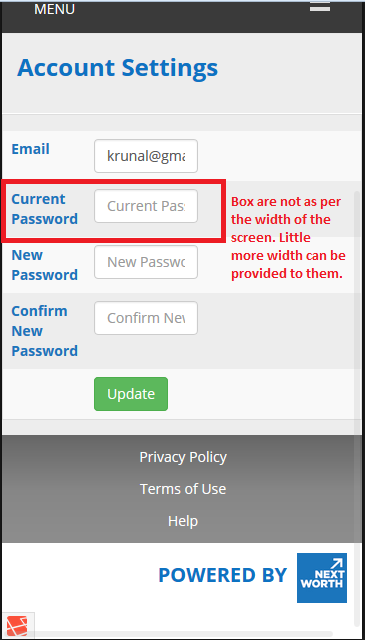 MENU
Account Settings
Email
krunal@gma
Current
Password
Current Pas
Box are not as per
the width of the
screen. Little
more width can be
provided to them.
New
Password
New Passwo
Confirm
New
Password
Confirm Nev
Update
Privacy Policy
Terms of Use
Help
POWERED BY
NEXT
WORTH